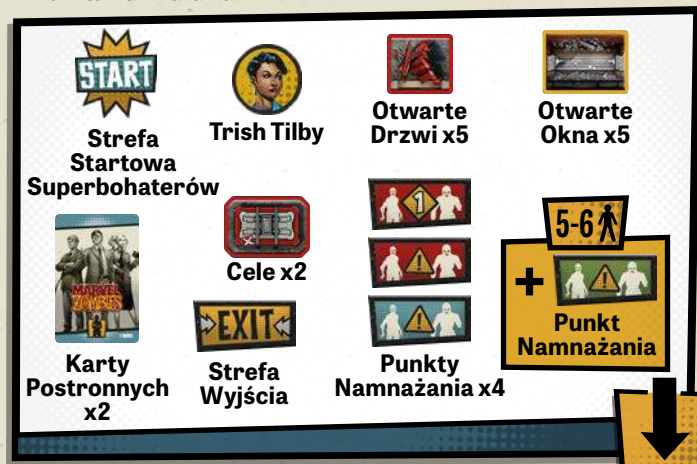 START
Strefa
Startowa
Superbohaterów
Trish Tilby
Otwarte
Drzwi x5
Otwarte
Okna x5
MARVEL
ZOMBIES
Karty
Postronnych
x2
Cele x2
EXIT
Strefa
Wyjścia
1
Punkty
Namnażania x4
5-6
+
Punkt
Namnażania